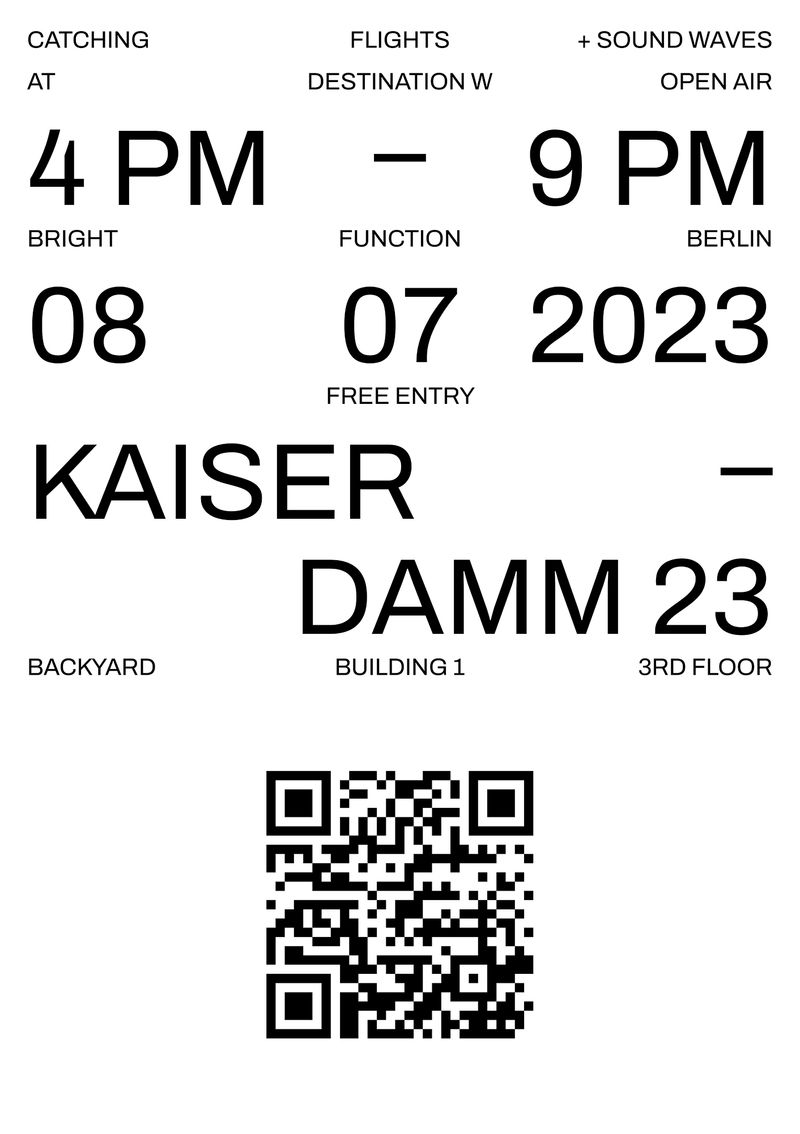 CATCHING FLIGHTS + SOUND WAVES
AT DESTINATION W OPEN AIR
4 PM – 9 PM
BRIGHT FUNCTION BERLIN
08 07 2023
FREE ENTRY
KAISER –
DAMM 23
BACKYARD BUILDING 1 3RD FLOOR